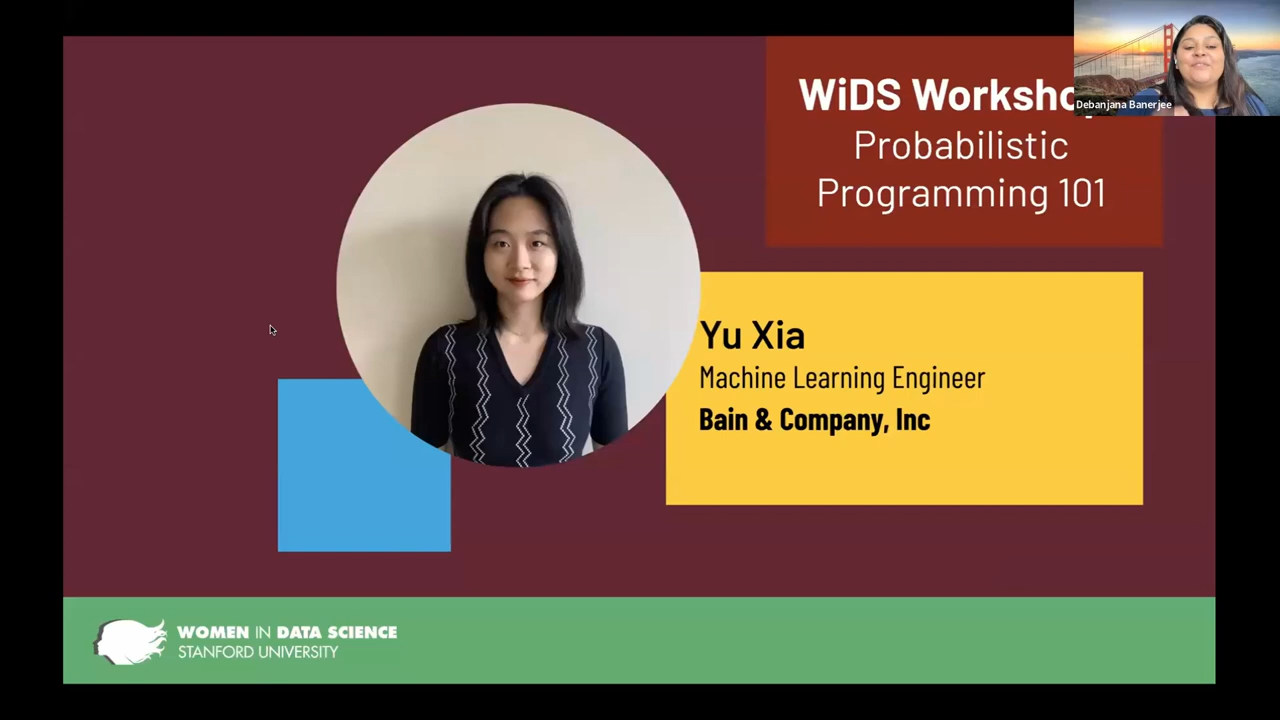 WiDS Workshop
Probabilistic
Programming 101
Debanjana Banerjee
Yu Xia
Machine Learning Engineer
Bain & Company, Inc
WOMEN IN DATA SCIENCE
STANFORD UNIVERSITY